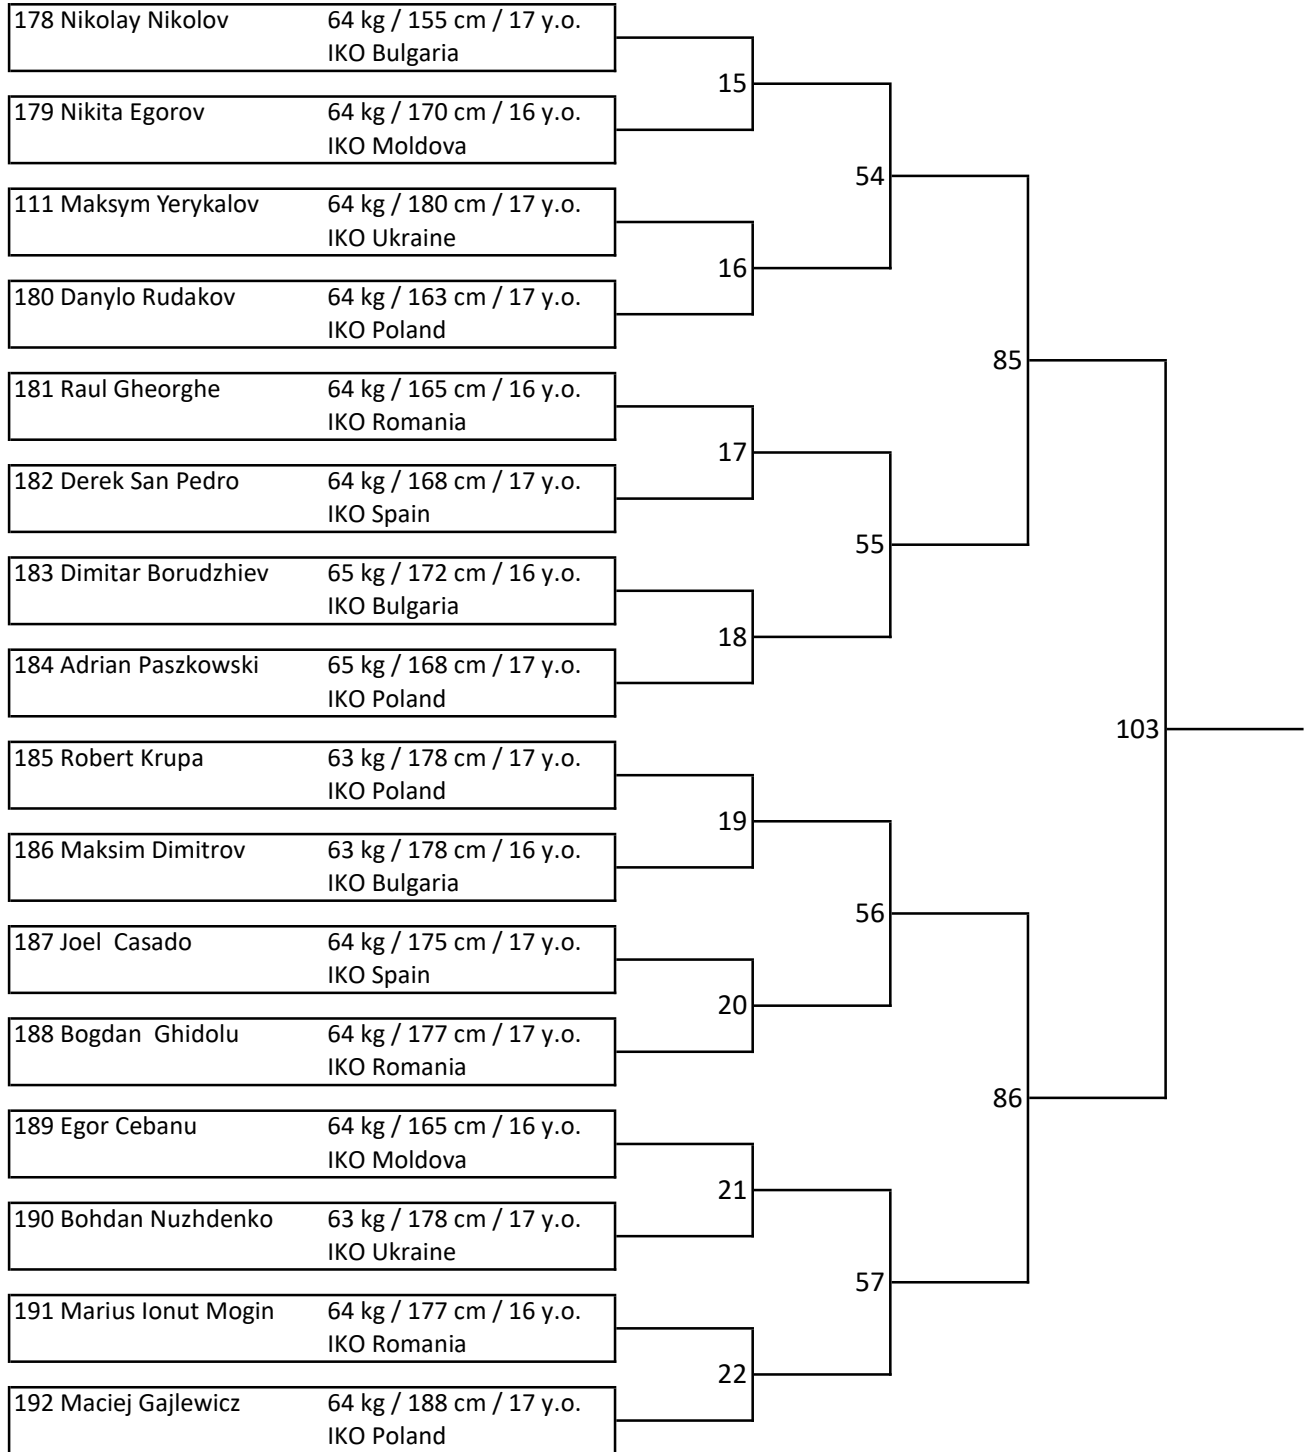 178 Nikolay Nikolov 64 kg / 155 cm / 17 y.o.
IKO Bulgaria
15
179 Nikita Egorov 64 kg / 170 cm / 16 y.o.
IKO Moldova
54
111 Maksym Yerykalov 64 kg / 180 cm / 17 y.o.
IKO Ukraine
16
180 Danylo Rudakov 64 kg / 163 cm / 17 y.o.
IKO Poland
85
181 Raul Gheorghe 64 kg / 165 cm / 16 y.o.
IKO Romania
17
182 Derek San Pedro 64 kg / 168 cm / 17 y.o.
IKO Spain
55
183 Dimitar Borudzhiev 65 kg / 172 cm / 16 y.o.
IKO Bulgaria
18
184 Adrian Paszkowski 65 kg / 168 cm / 17 y.o.
IKO Poland
103
185 Robert Krupa 63 kg / 178 cm / 17 y.o.
IKO Poland
19
186 Maksim Dimitrov 63 kg / 178 cm / 16 y.o.
IKO Bulgaria
56
187 Joel  Casado 64 kg / 175 cm / 17 y.o.
IKO Spain
20
188 Bogdan  Ghidolu 64 kg / 177 cm / 17 y.o.
IKO Romania
86
189 Egor Cebanu 64 kg / 165 cm / 16 y.o.
IKO Moldova
21
190 Bohdan Nuzhdenko 63 kg / 178 cm / 17 y.o.
IKO Ukraine
57
191 Marius Ionut Mogin 64 kg / 177 cm / 16 y.o.
IKO Romania
22
192 Maciej Gajlewicz 64 kg / 188 cm / 17 y.o.
IKO Poland